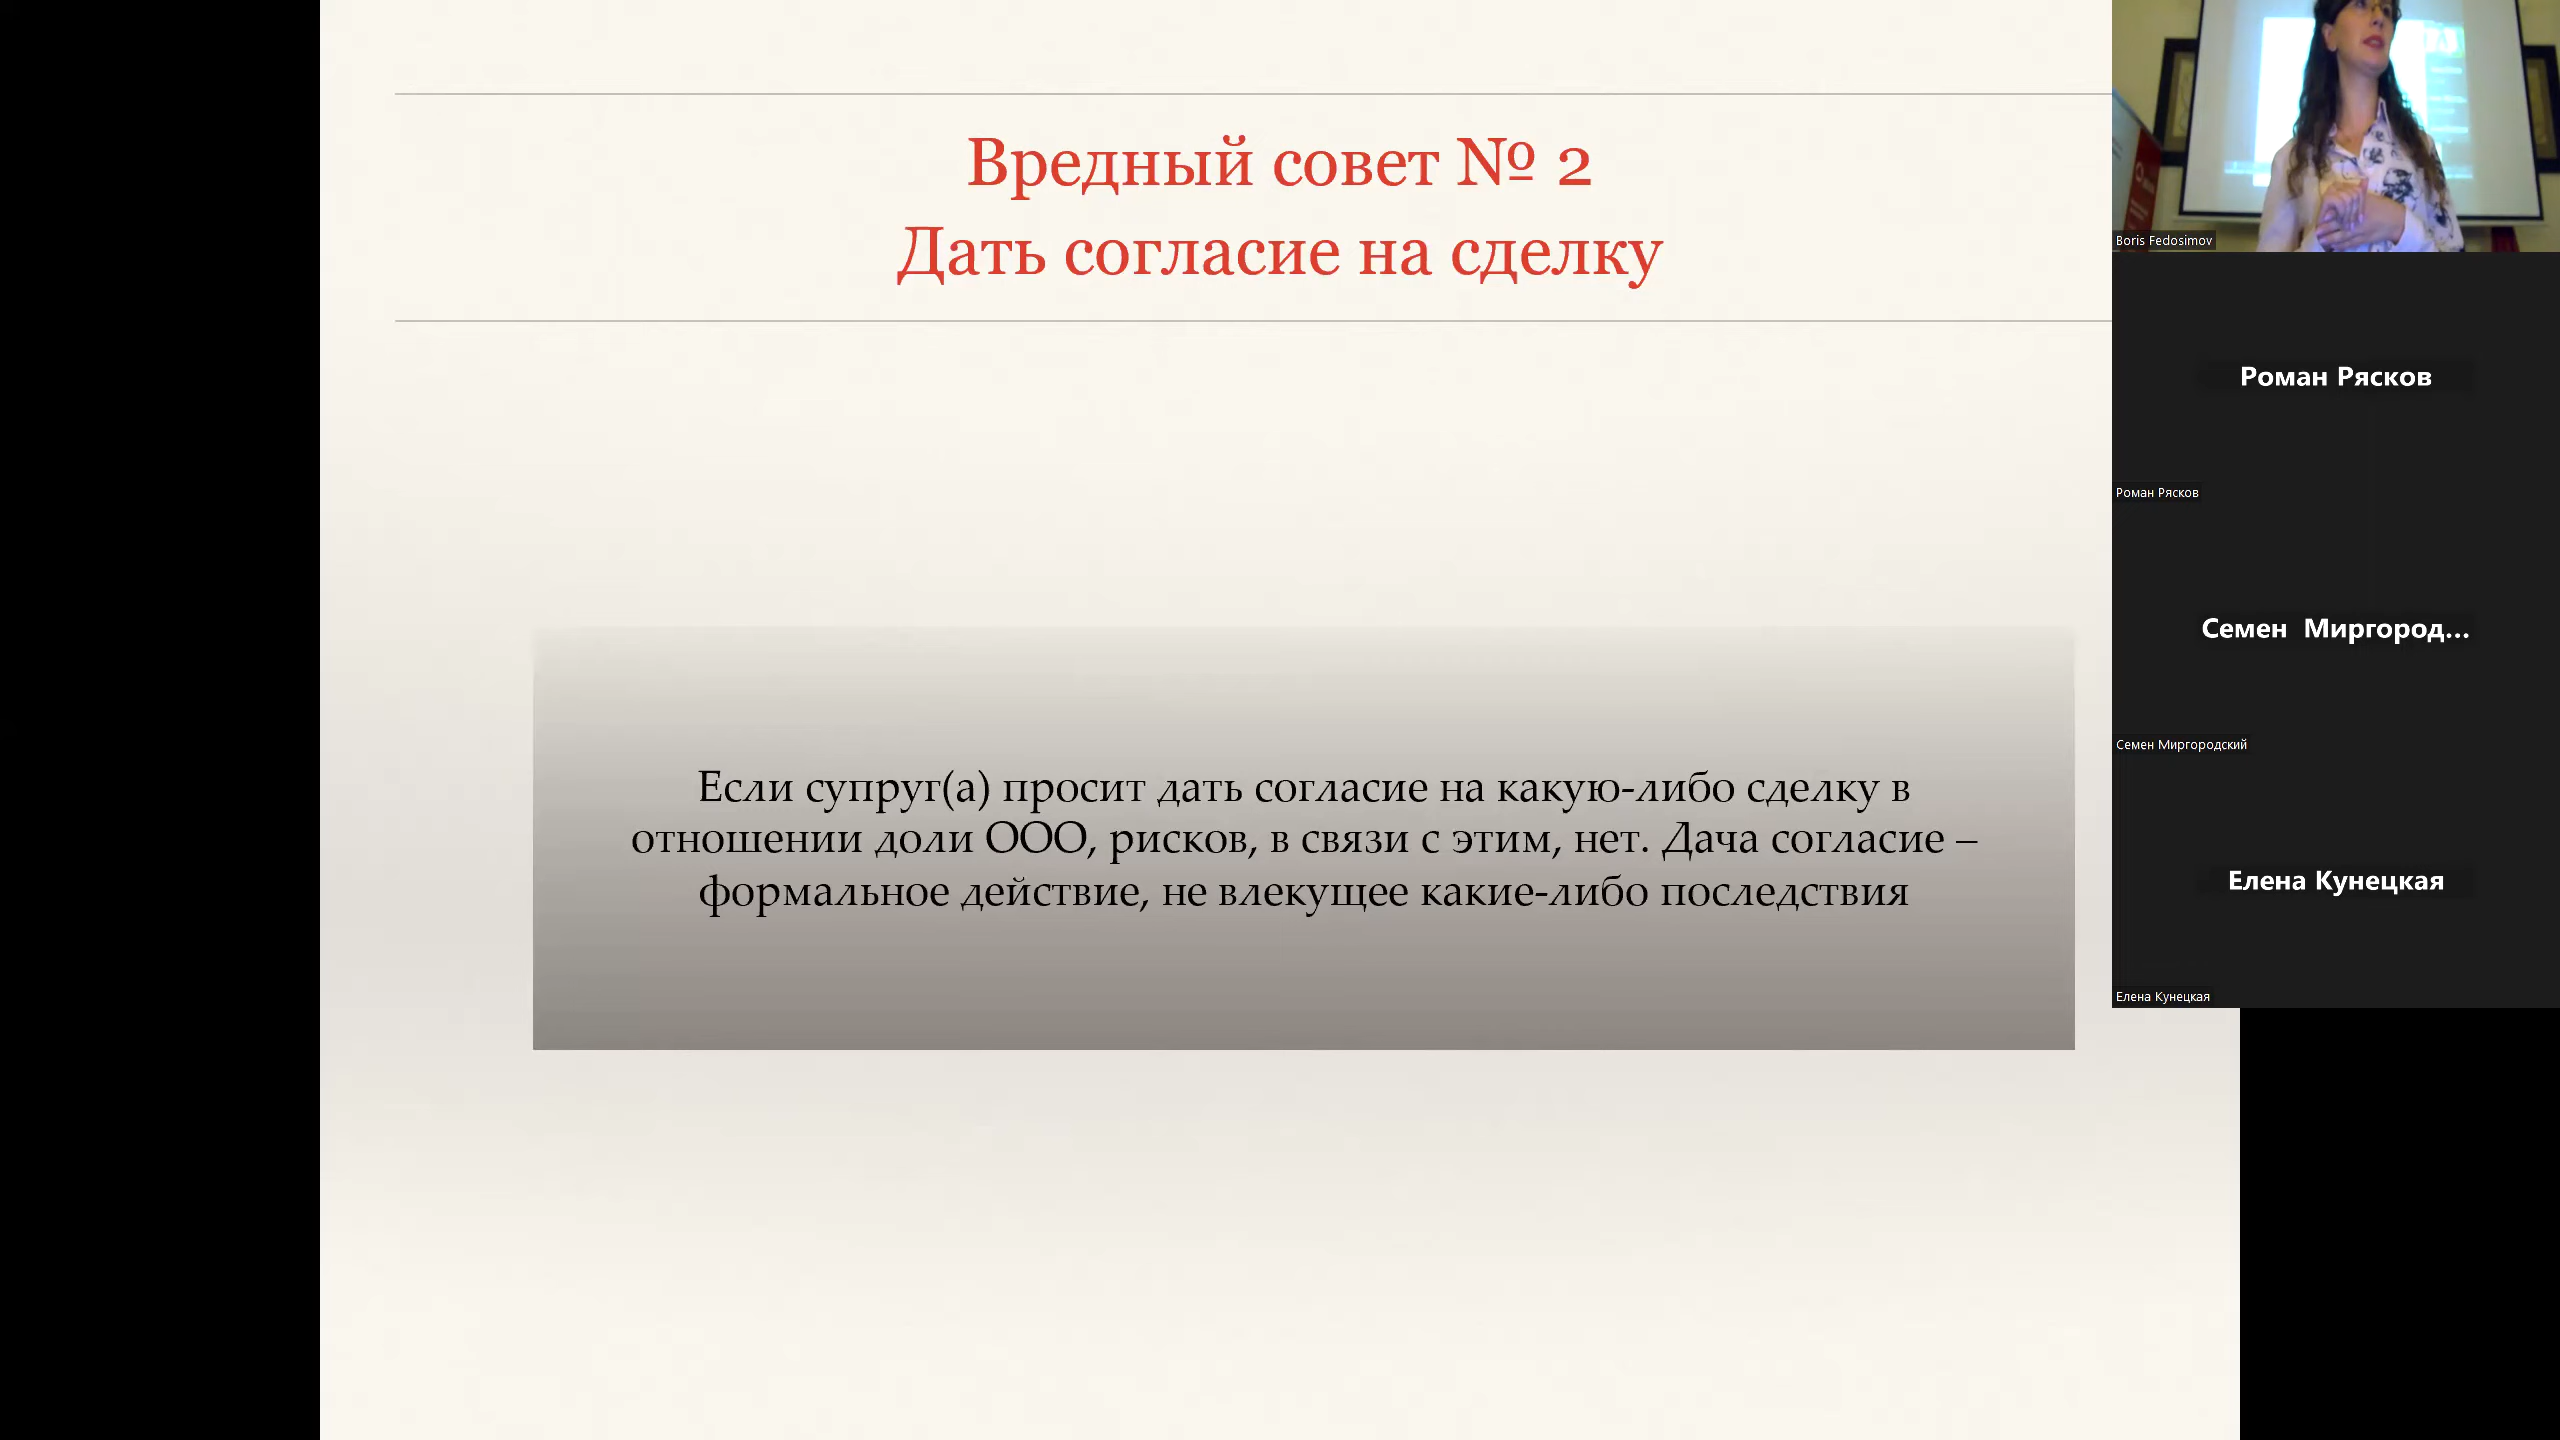 Вредный совет № 2
Дать согласие на сделку
Если супруг(а) просит дать согласие на какую-либо сделку в
отношении доли ООО, рисков, в связи с этим, нет. Дача согласие –
формальное действие, не влекущее какие-либо последствия
Boris Fedosimov
Роман Рясков
Роман Рясков
Семен Миргород...
Семен Миргородский
Елена Кунецкая
Елена Кунецкая